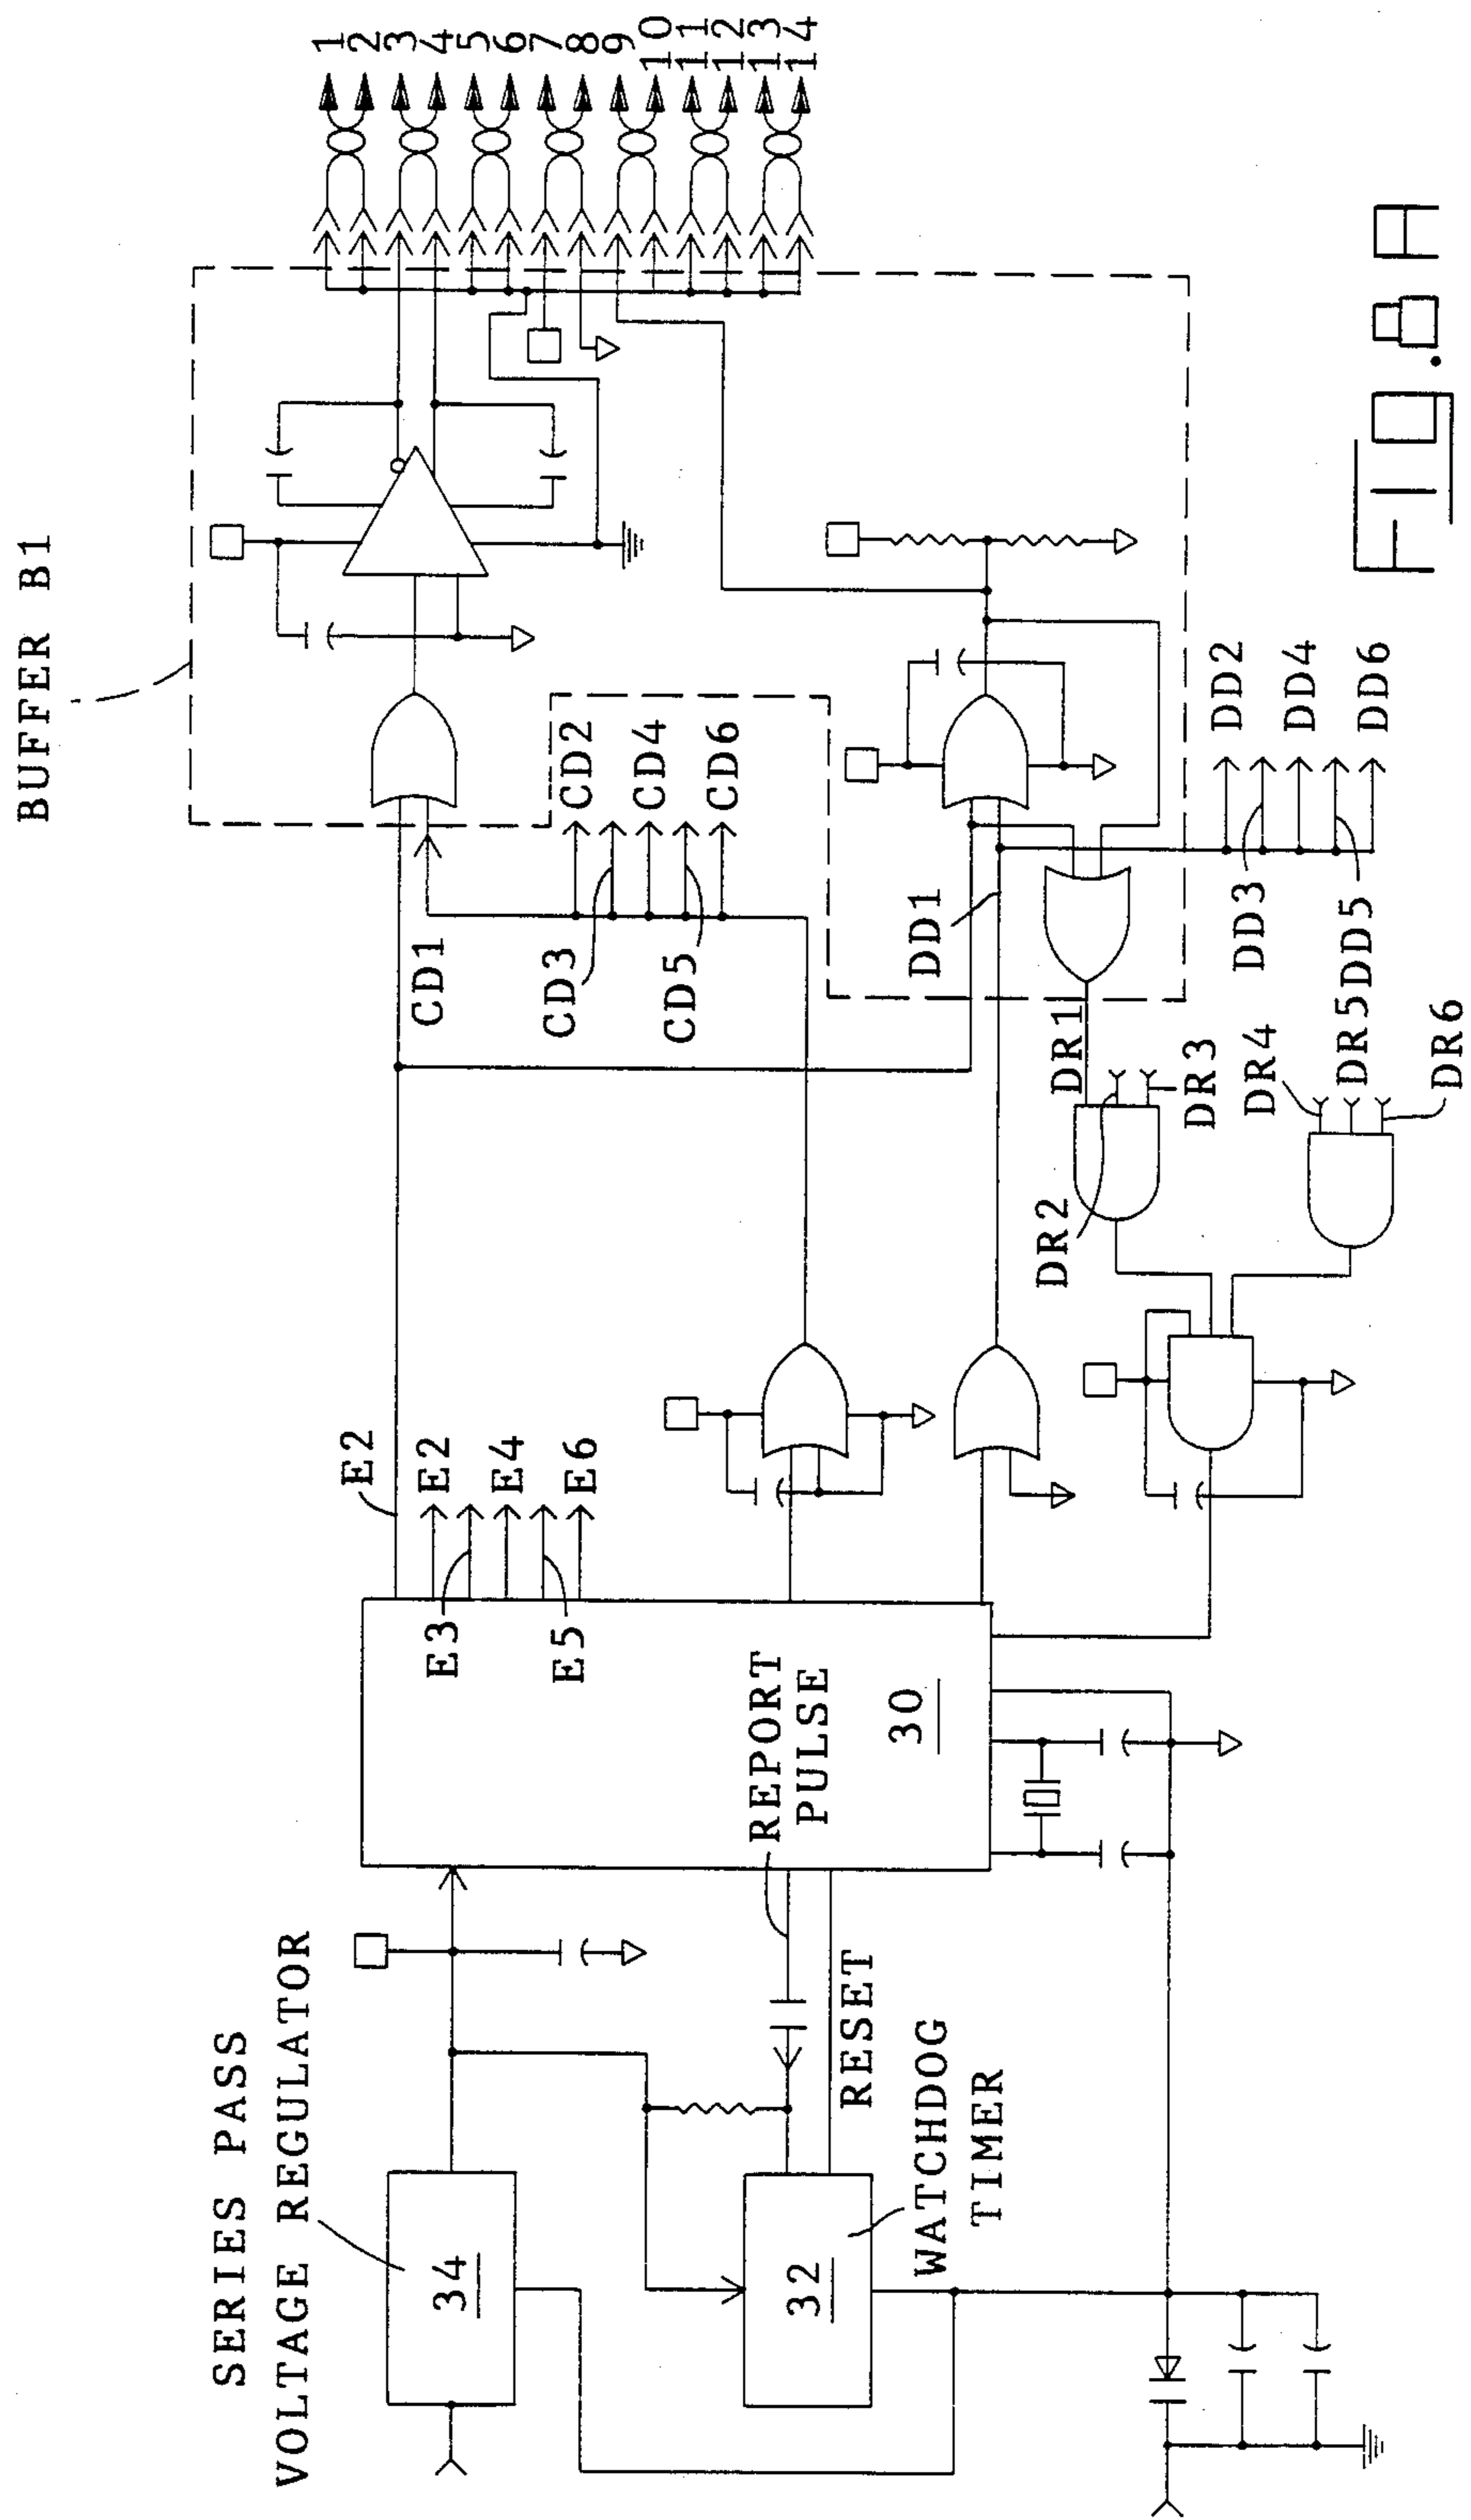 BUFFER B1
1
2
3
4
5
6
7
8
9
10
11
12
13
14
E2
E2
E3
E4
E5
E6
CD1
CD2
CD3
CD4
CD5
CD6
DD1
DD2
DD3
DD4
DD5
DD6
DR1
DR2
DR3
DR4
DR5
DR6
SERIES PASS
VOLTAGE REGULATOR
34
REPORT
PULSE
30
RESET
32
WATCHDOG
TIMER
FIG. 8A